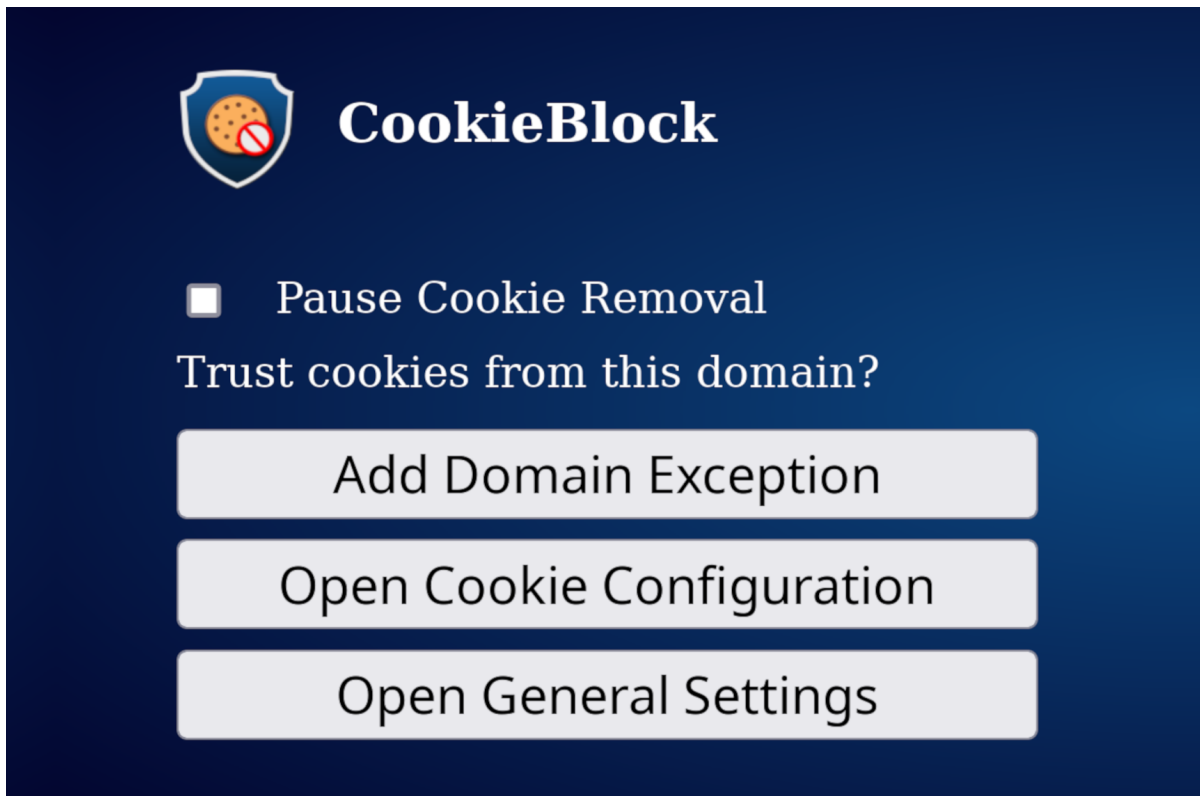 CookieBlock
Pause Cookie Removal
Trust cookies from this domain?
Add Domain Exception
Open Cookie Configuration
Open General Settings